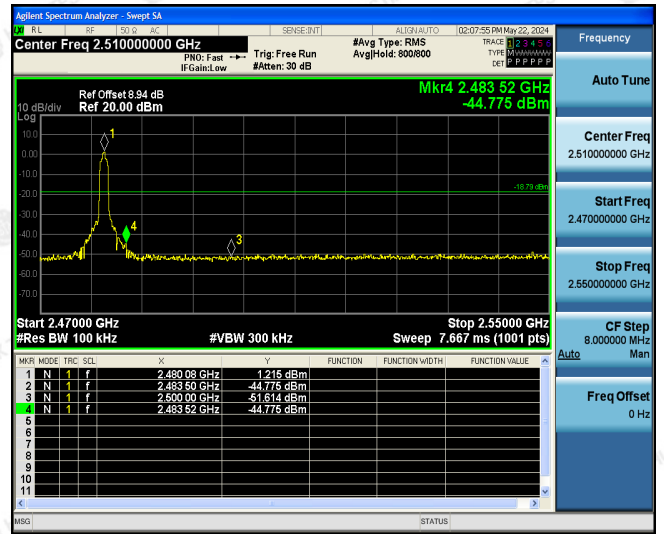 Agilent Spectrum Analyzer - Swept SA
LXI RL RF 50 Ω AC SENSE:INT ALIGN AUTO 02:07:55 PM May 22, 2024
Center Freq 2.510000000 GHz
PNO: Fast
IFGain:Low
Trig: Free Run
#Atten: 30 dB
#Avg Type: RMS
Avg|Hold: 800/800
TRACE 1 2 3 4 5 6
TYPE MWWWWW
DET P P P P P P
Mkr4 2.483 52 GHz
-44.775 dBm
Ref Offset 8.94 dB
10 dB/div Ref 20.00 dBm
Log
10.0
0.00
-10.0
-20.0
-30.0
-40.0
-50.0
-60.0
-70.0
1
4
3
-18.79 dBm
Start 2.47000 GHz Stop 2.55000 GHz
#Res BW 100 kHz #VBW 300 kHz Sweep 7.667 ms (1001 pts)
MKR MODE TRC SCL X Y FUNCTION FUNCTION WIDTH FUNCTION VALUE
1 N 1 f 2.480 08 GHz 1.215 dBm
2 N 1 f 2.483 50 GHz -44.775 dBm
3 N 1 f 2.500 00 GHz -51.614 dBm
4 N 1 f 2.483 52 GHz -44.775 dBm
5
6
7
8
9
10
11
MSG STATUS
Frequency
Auto Tune
Center Freq
2.510000000 GHz
Start Freq
2.470000000 GHz
Stop Freq
2.550000000 GHz
CF Step
8.000000 MHz
Auto Man
Freq Offset
0 Hz